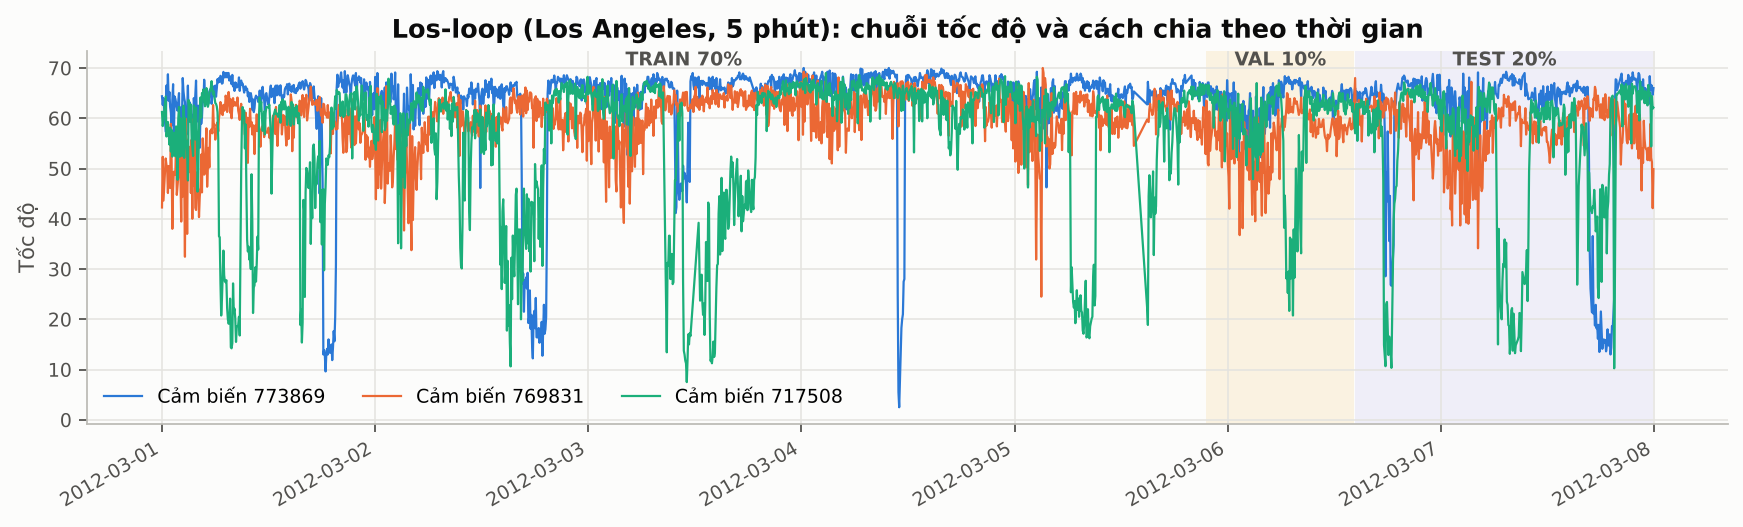 Los-loop (Los Angeles, 5 phút): chuỗi tốc độ và cách chia theo thời gian
TRAIN 70%
VAL 10%
TEST 20%
Tốc độ
70
60
50
40
30
20
10
0
Cảm biến 773869
Cảm biến 769831
Cảm biến 717508
2012-03-01
2012-03-02
2012-03-03
2012-03-04
2012-03-05
2012-03-06
2012-03-07
2012-03-08